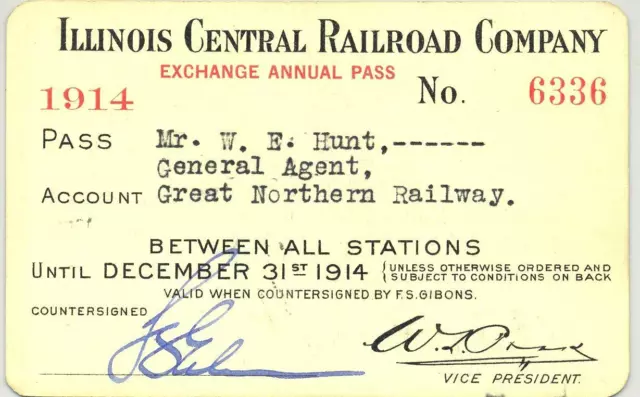 ILLINOIS CENTRAL RAILROAD COMPANY
EXCHANGE ANNUAL PASS
1914 No. 6336
PASS Mr. W. E. Hunt,------
General Agent,
ACCOUNT Great Northern Railway.
BETWEEN ALL STATIONS
UNTIL DECEMBER 31ST 1914 {UNLESS OTHERWISE ORDERED AND
SUBJECT TO CONDITIONS ON BACK
VALID WHEN COUNTERSIGNED BY F.S. GIBONS.
COUNTERSIGNED
VICE PRESIDENT.